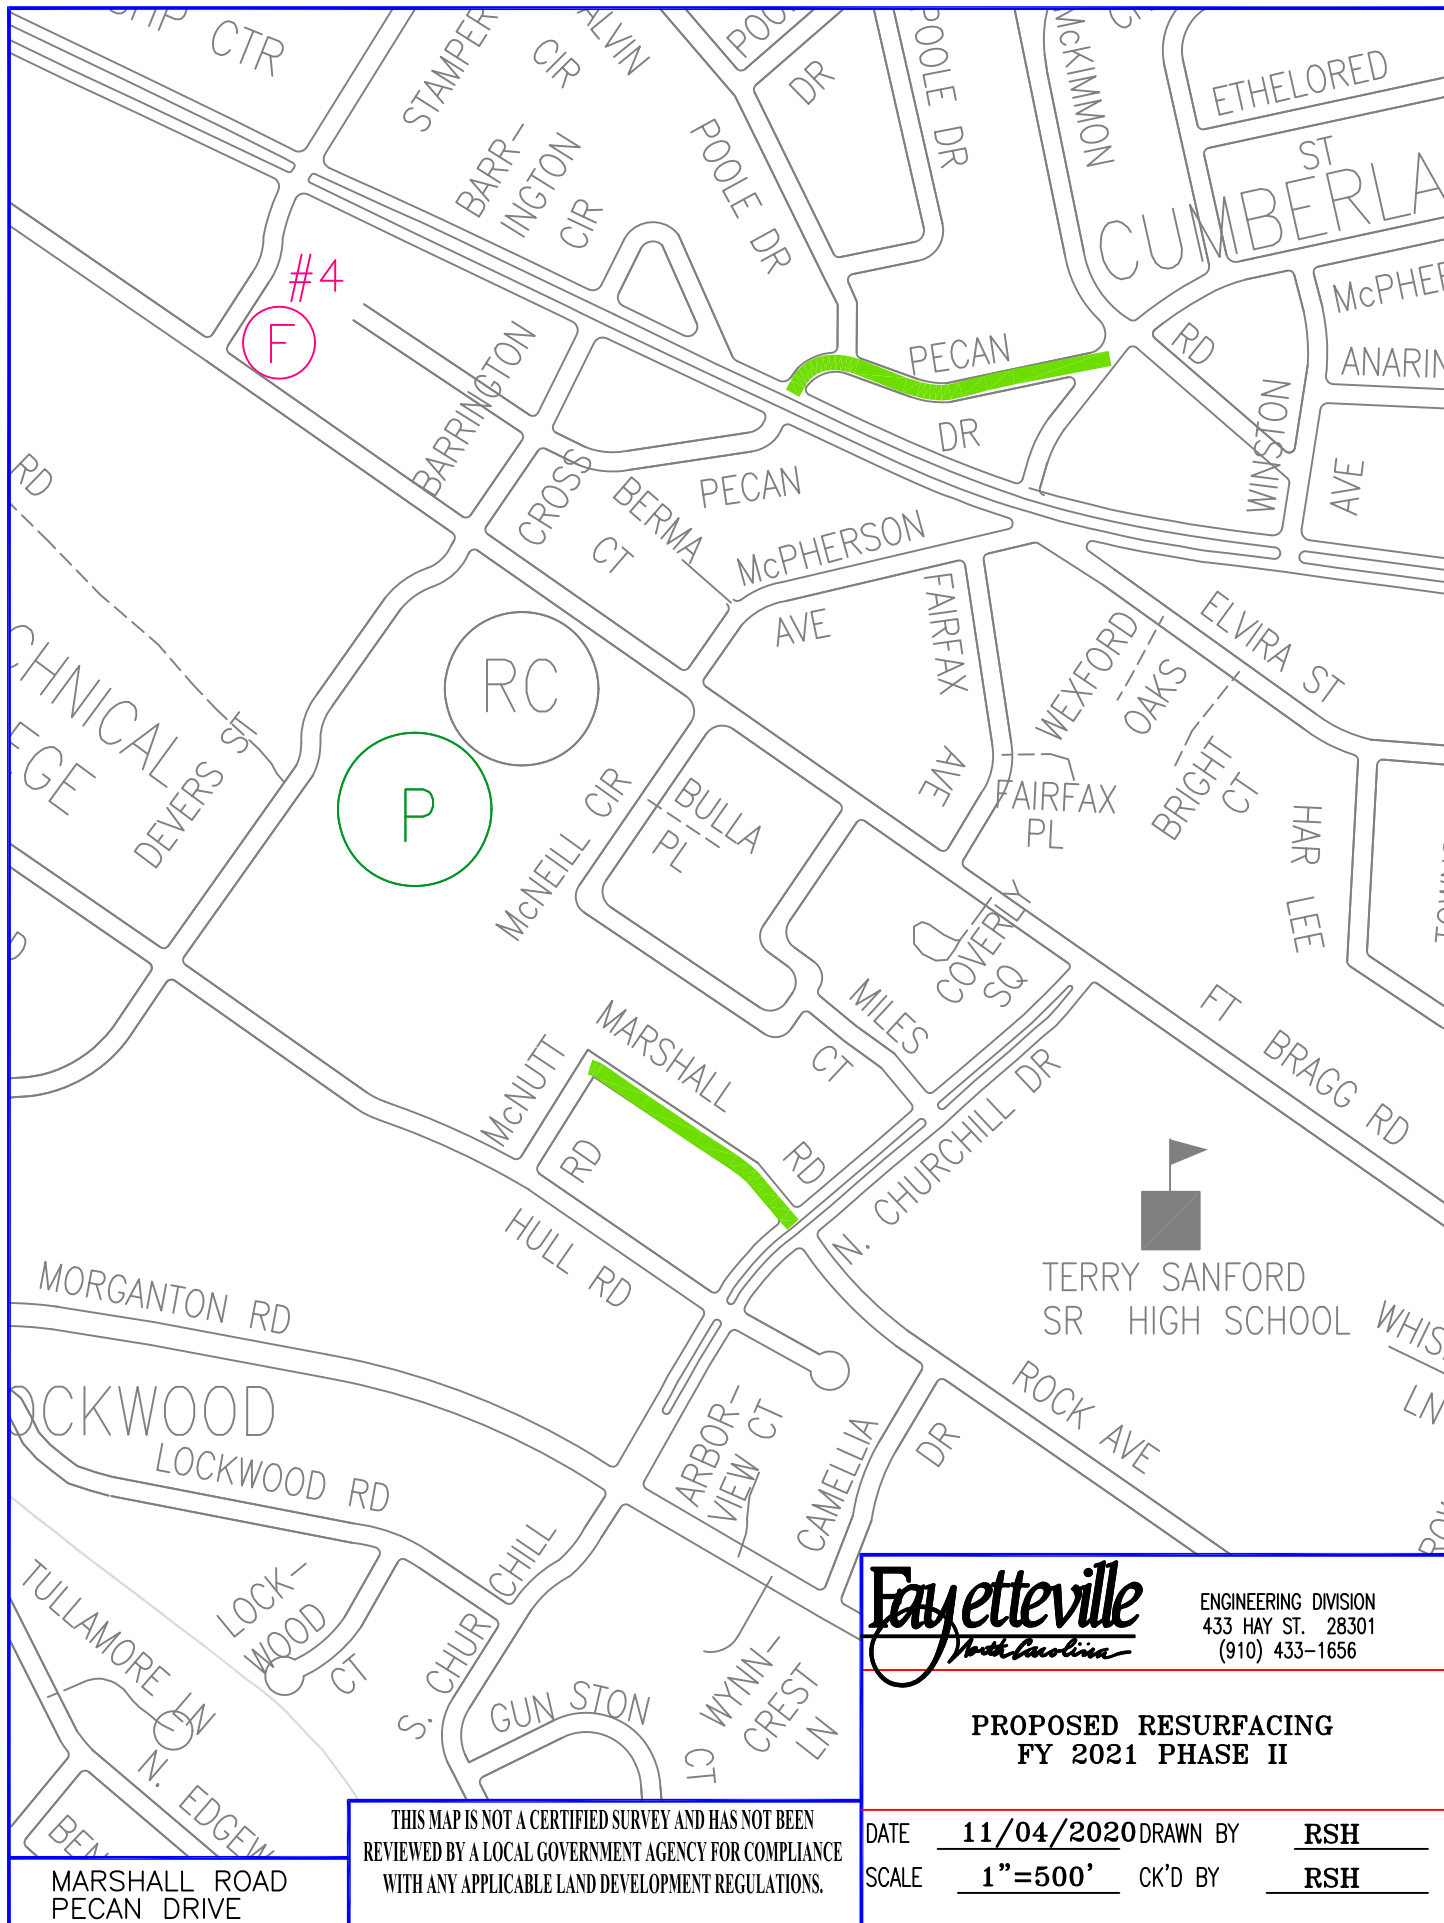 CTR
STAMPER
CIR
ALVIN
POOLE DR
DR
POOLE DR
McKIMMON
ETHELORED
ST
CUMBERLA
BARR-
INGTON
CIR
#4
F
McPHER
ANARIN
RD
WINSTON
AVE
PECAN
DR
BARRINGTON
RD
CROSS
CT
BERMA
PECAN
McPHERSON
AVE
FAIRFAX
AVE
ELVIRA ST
WEXFORD
OAKS
BRIGHT
CT
FAIRFAX
PL
HAR LEE
RC
P
CHNICAL
EGE
DEVERS ST
McNEILL CIR
BULLA
PL
COVERLY
SQ
MILES
CT
FT BRAGG RD
McNUTT
RD
MARSHALL
RD
N. CHURCHILL DR
HULL RD
TERRY SANFORD
SR HIGH SCHOOL
MORGANTON RD
OCKWOOD
LOCKWOOD RD
WHIS
LN
ROCK AVE
ARBOR-
VIEW CT
CAMELLIA
DR
TULLAMORE LN
LOCK-
WOOD
CT
S. CHUR CHILL
GUN STON
CT
WYNN-
CREST
LN
N. EDGEW
BEN
Fayetteville
North Carolina
ENGINEERING DIVISION
433 HAY ST. 28301
(910) 433-1656
PROPOSED RESURFACING
FY 2021 PHASE II
DATE 11/04/2020 DRAWN BY RSH
SCALE 1"=500' CK'D BY RSH
THIS MAP IS NOT A CERTIFIED SURVEY AND HAS NOT BEEN
REVIEWED BY A LOCAL GOVERNMENT AGENCY FOR COMPLIANCE
WITH ANY APPLICABLE LAND DEVELOPMENT REGULATIONS.
MARSHALL ROAD
PECAN DRIVE